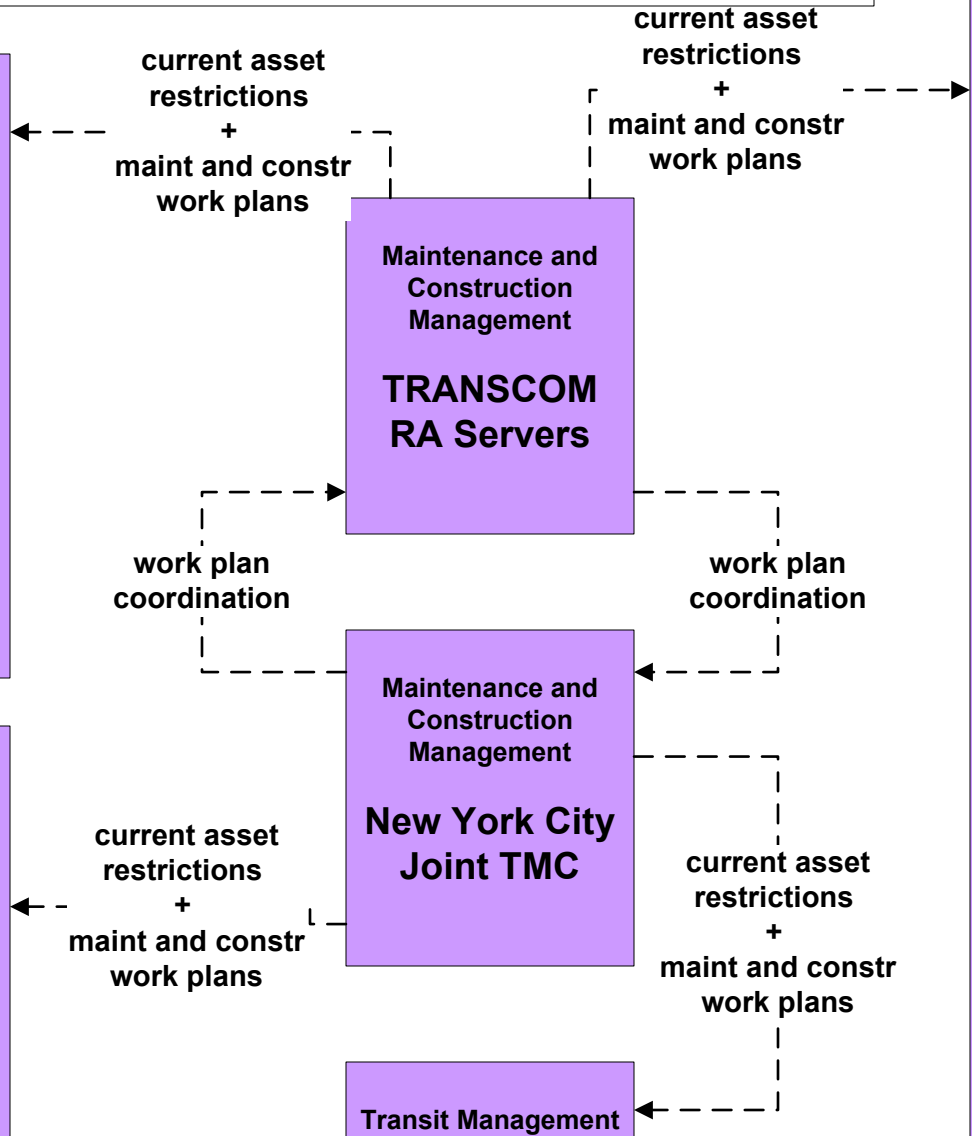 current asset
restrictions
+
maint and constr
work plans
current asset
restrictions
+
maint and constr
work plans
Maintenance and
Construction
Management
TRANSCOM
RA Servers
work plan
coordination
work plan
coordination
Maintenance and
Construction
Management
New York City
Joint TMC
current asset
restrictions
+
maint and constr
work plans
current asset
restrictions
+
maint and constr
work plans
Transit Management